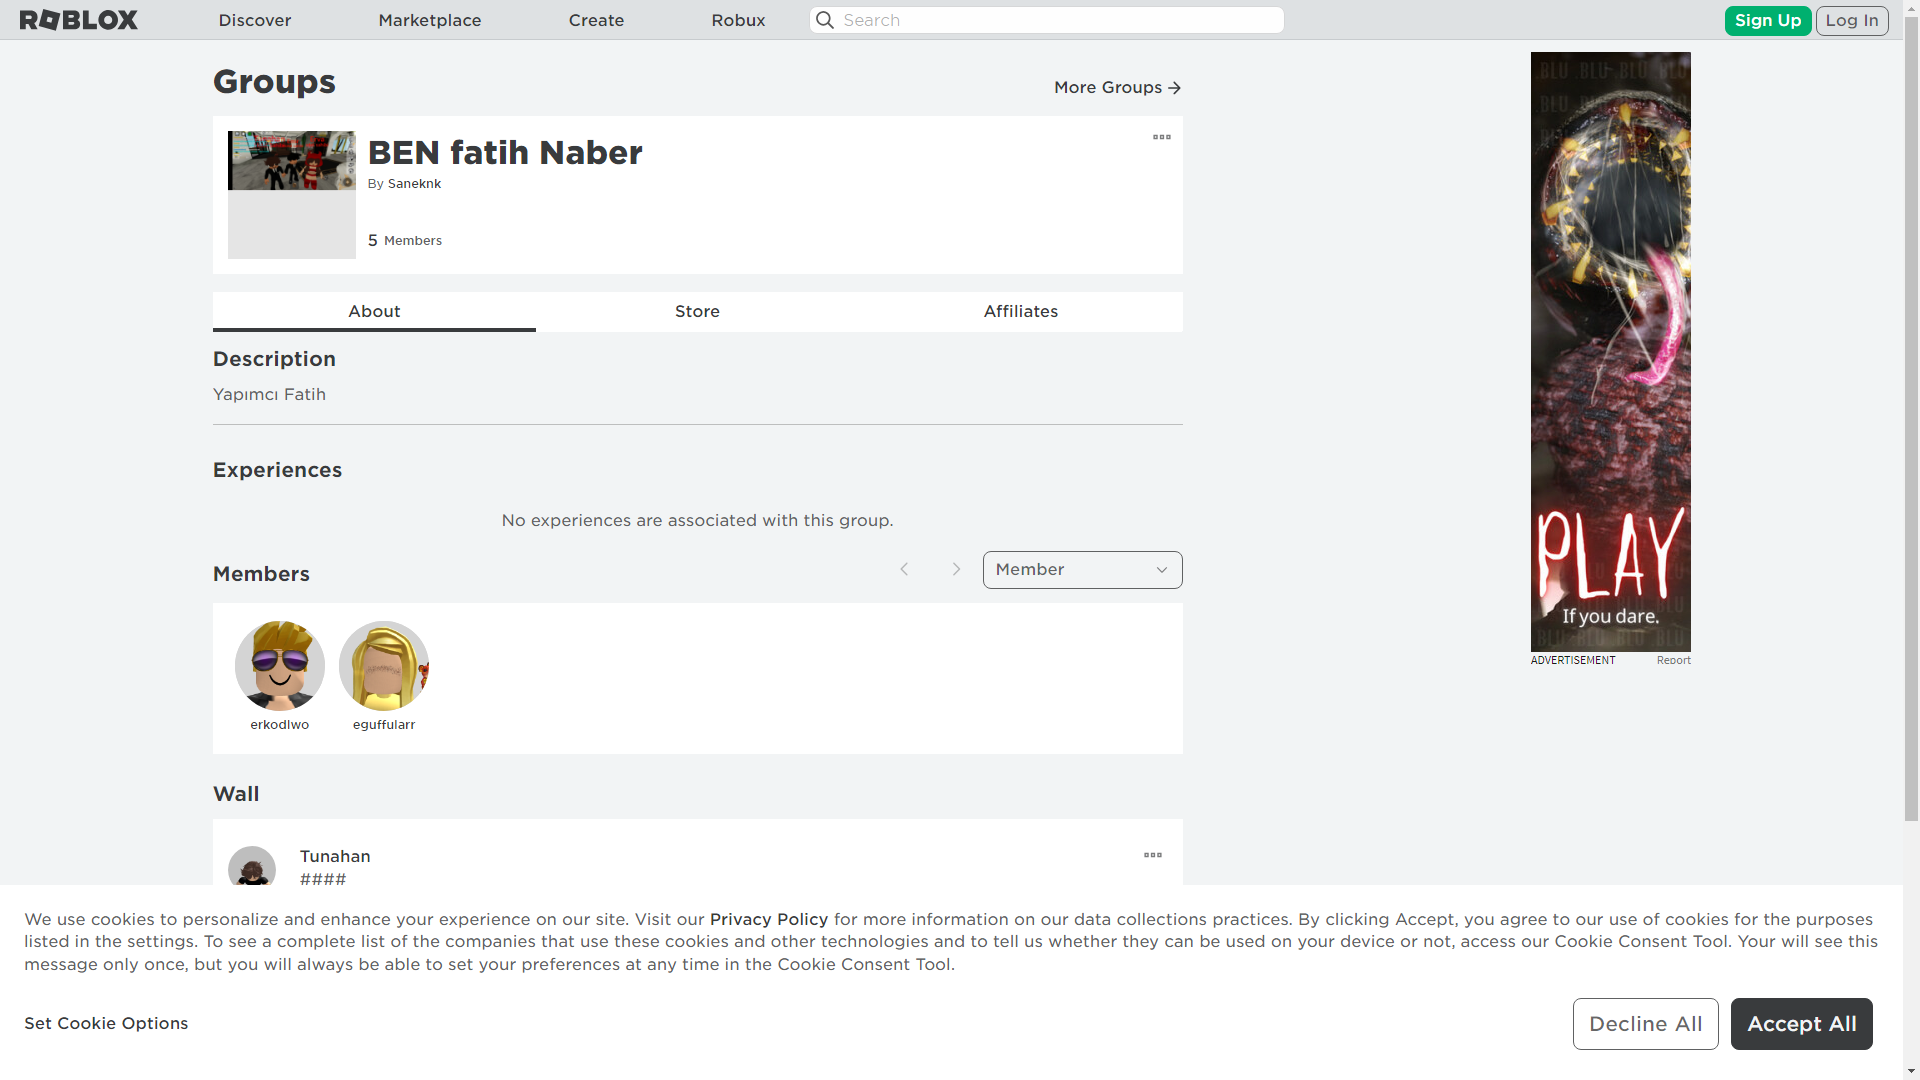 ROBLOX
Discover
Marketplace
Create
Robux
Search
Sign Up
Log In
Groups
More Groups
BEN fatih Naber
By Saneknk
5 Members
About
Store
Affiliates
Description
Yapımcı Fatih
Experiences
No experiences are associated with this group.
Members
Member
erkodlwo
eguffularr
Wall
Tunahan
####
PLAY
If you dare.
ADVERTISEMENT
Report
We use cookies to personalize and enhance your experience on our site. Visit our Privacy Policy for more information on our data collections practices. By clicking Accept, you agree to our use of cookies for the purposes
listed in the settings. To see a complete list of the companies that use these cookies and other technologies and to tell us whether they can be used on your device or not, access our Cookie Consent Tool. Your will see this
message only once, but you will always be able to set your preferences at any time in the Cookie Consent Tool.
Set Cookie Options
Decline All
Accept All